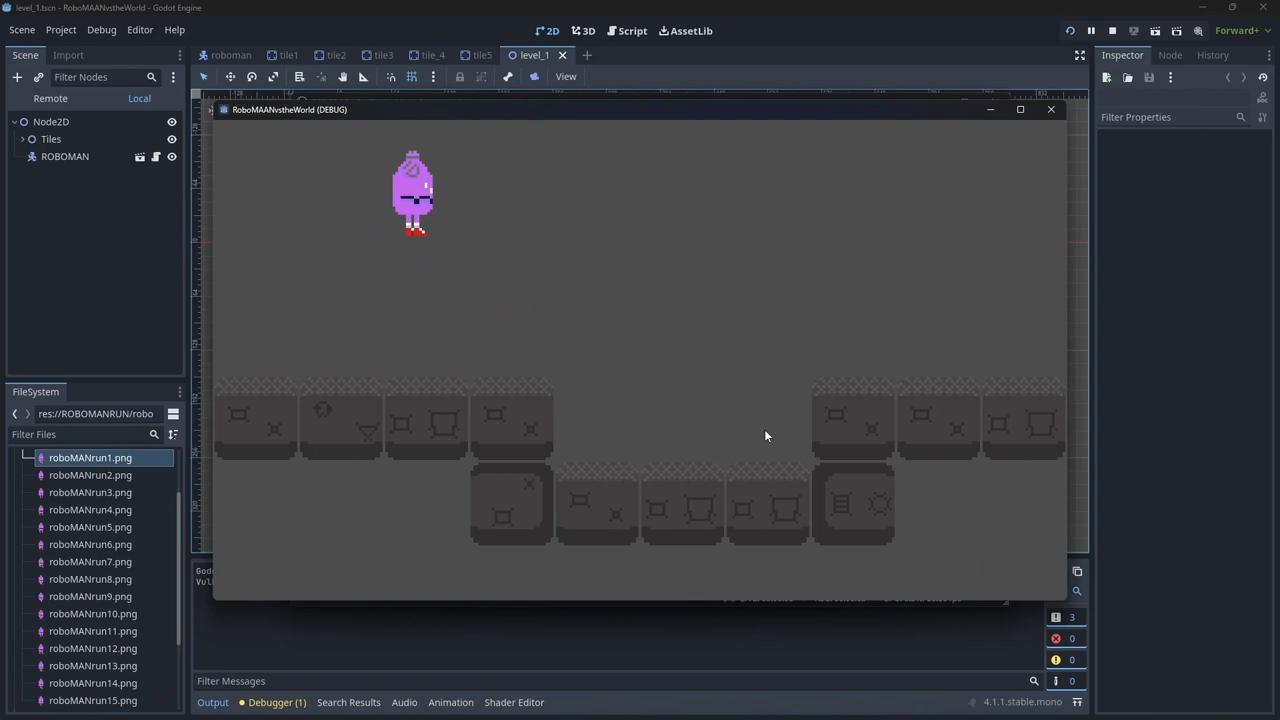 level_1.tscn - RoboMAANvstheWorld - Godot Engine
Scene Project Debug Editor Help
2D 3D Script AssetLib
Forward+
Scene Import
roboman tile1 tile2 tile3 tile_4 tile5 level_1
Inspector Node History
Filter Nodes
View
Remote Local
RoboMAANvstheWorld (DEBUG)
Filter Properties
Node2D
Tiles
ROBOMAN
FileSystem
res://ROBOMANRUN/robo
Filter Files
roboMANrun1.png
roboMANrun2.png
roboMANrun3.png
roboMANrun4.png
roboMANrun5.png
roboMANrun6.png
roboMANrun7.png
roboMANrun8.png
roboMANrun9.png
roboMANrun10.png
roboMANrun11.png
roboMANrun12.png
roboMANrun13.png
roboMANrun14.png
roboMANrun15.png
3
0
0
0
Filter Messages
Output Debugger (1) Search Results Audio Animation Shader Editor
4.1.1.stable.mono